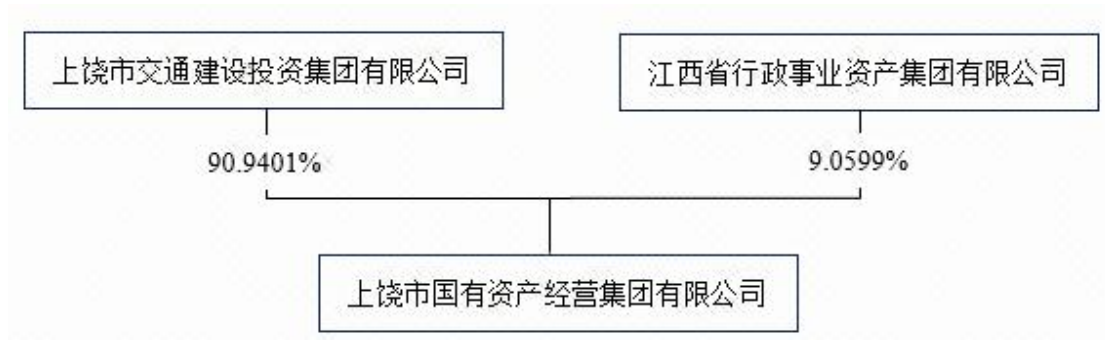 上饶市交通建设投资集团有限公司
江西省行政事业资产集团有限公司
90.9401%
9.0599%
上饶市国有资产经营集团有限公司